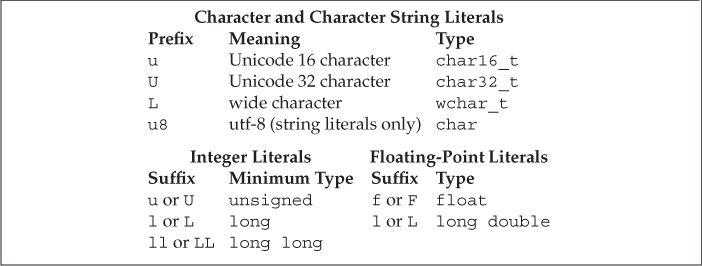 Character and Character String Literals
Prefix Meaning Type
u Unicode 16 character char16_t
U Unicode 32 character char32_t
L wide character wchar_t
u8 utf-8 (string literals only) char
Integer Literals Floating-Point Literals
Suffix Minimum Type Suffix Type
u or U unsigned f or F float
l or L long l or L long double
ll or LL long long